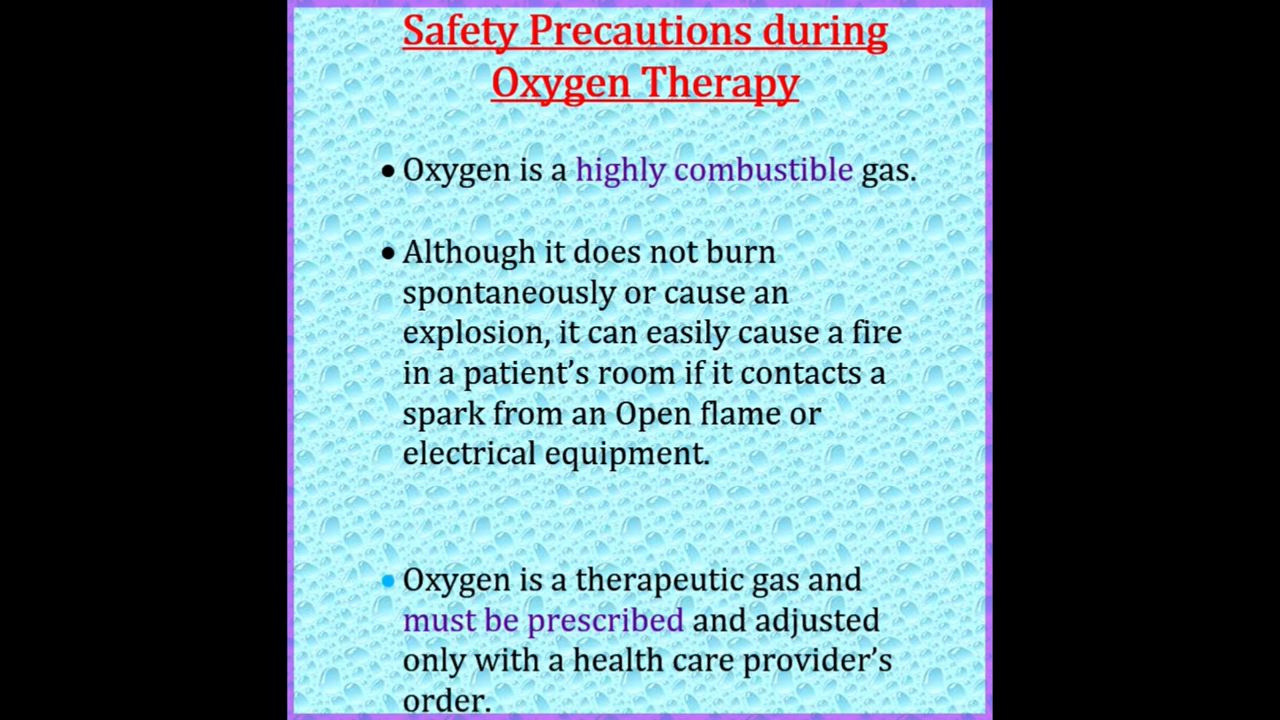 Safety Precautions during
Oxygen Therapy
• Oxygen is a highly combustible gas.
• Although it does not burn
spontaneously or cause an
explosion, it can easily cause a fire
in a patient’s room if it contacts a
spark from an Open flame or
electrical equipment.
• Oxygen is a therapeutic gas and
must be prescribed and adjusted
only with a health care provider’s
order.